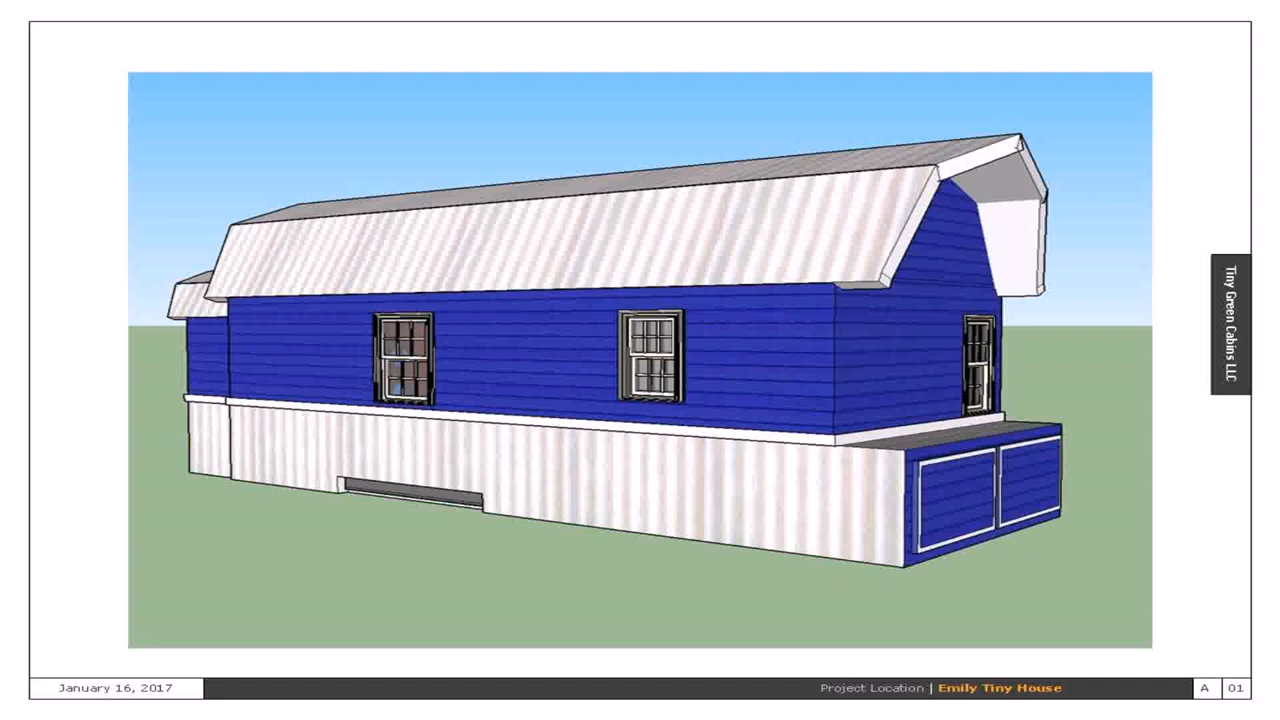 Tiny Green Cabins LLC
January 16, 2017
Project Location | Emily Tiny House
A 01